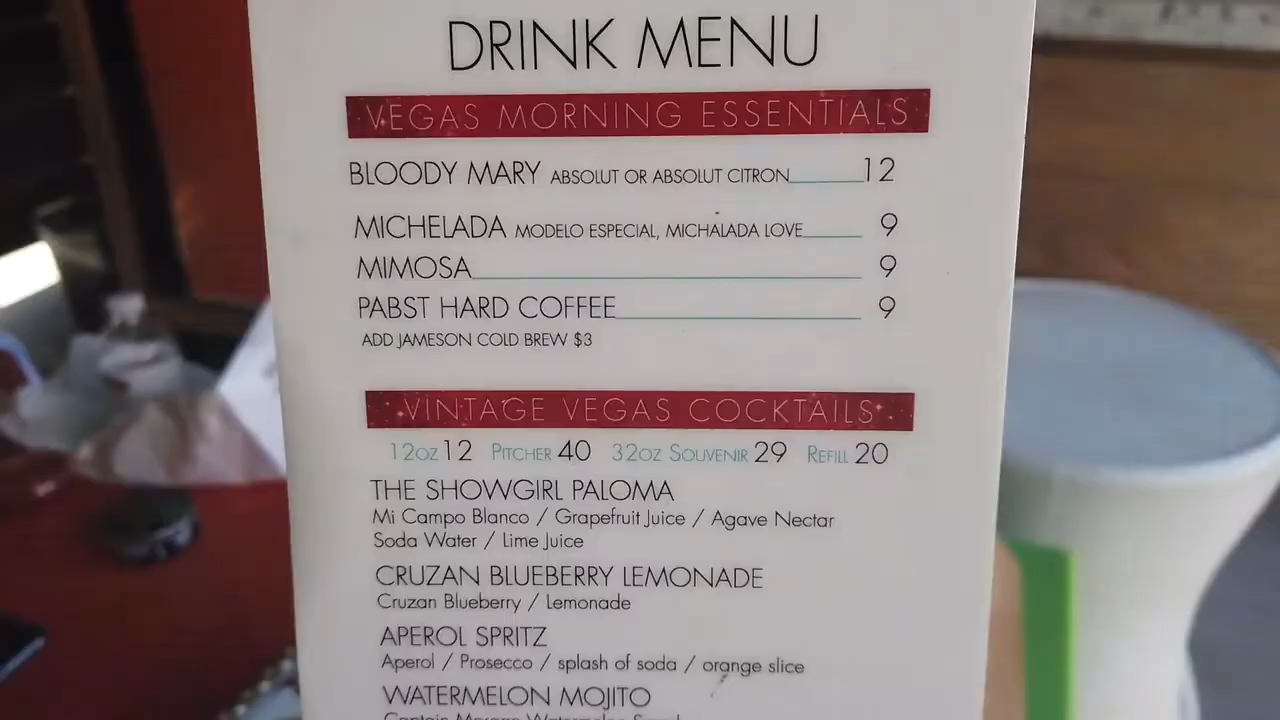 DRINK MENU
VEGAS MORNING ESSENTIALS
BLOODY MARY ABSOLUT OR ABSOLUT CITRON 12
MICHELADA MODELO ESPECIAL, MICHALADA LOVE 9
MIMOSA 9
PABST HARD COFFEE 9
ADD JAMESON COLD BREW $3
VINTAGE VEGAS COCKTAILS
12OZ 12 PITCHER 40 32OZ SOUVENIR 29 REFILL 20
THE SHOWGIRL PALOMA
Mi Campo Blanco / Grapefruit Juice / Agave Nectar
Soda Water / Lime Juice
CRUZAN BLUEBERRY LEMONADE
Cruzan Blueberry / Lemonade
APEROL SPRITZ
Aperol / Prosecco / splash of soda / orange slice
WATERMELON MOJITO